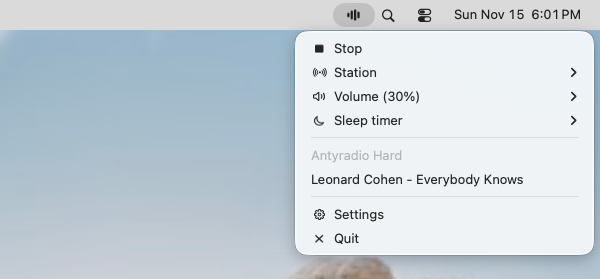 Sun Nov 15 6:01 PM
Stop
Station
Volume (30%)
Sleep timer
Antyradio Hard
Leonard Cohen - Everybody Knows
Settings
Quit